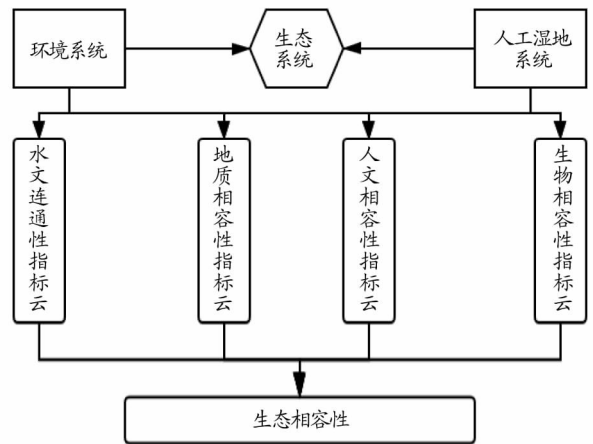 环境系统
生态
系统
人工湿地
系统
水文连通性指标云
地质相容性指标云
人文相容性指标云
生物相容性指标云
生态相容性